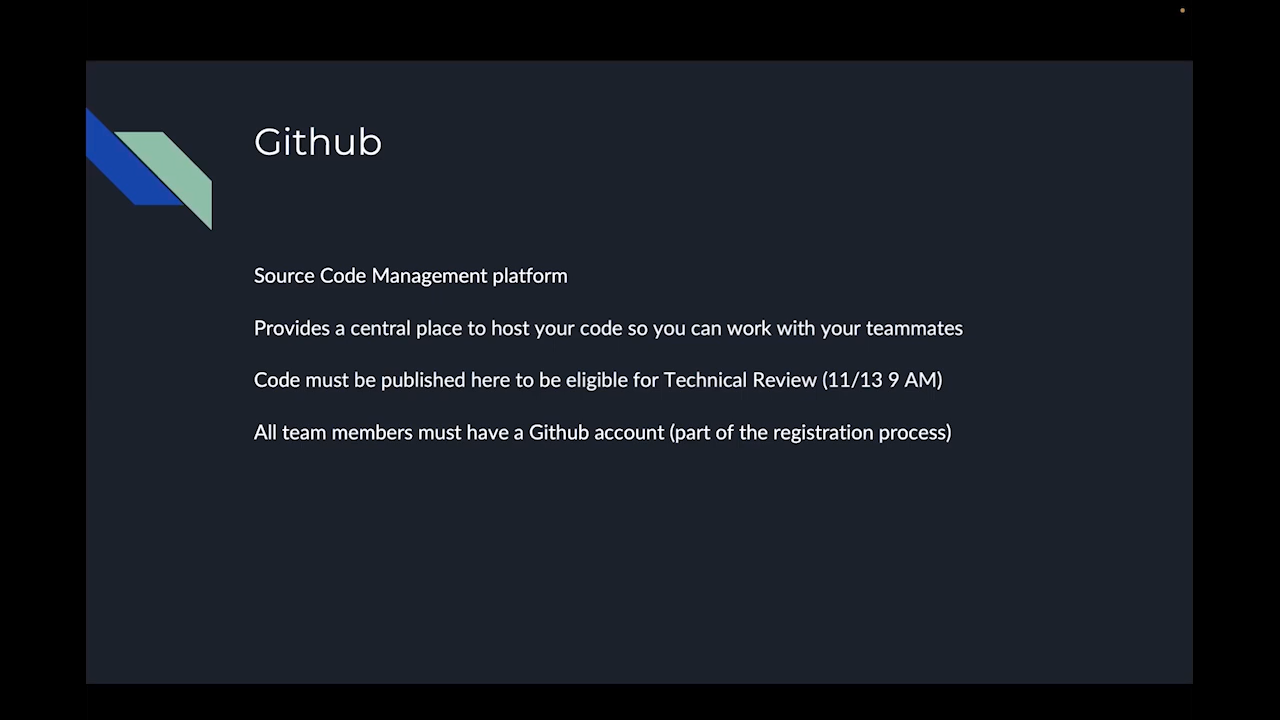 Github
Source Code Management platform
Provides a central place to host your code so you can work with your teammates
Code must be published here to be eligible for Technical Review (11/13 9 AM)
All team members must have a Github account (part of the registration process)